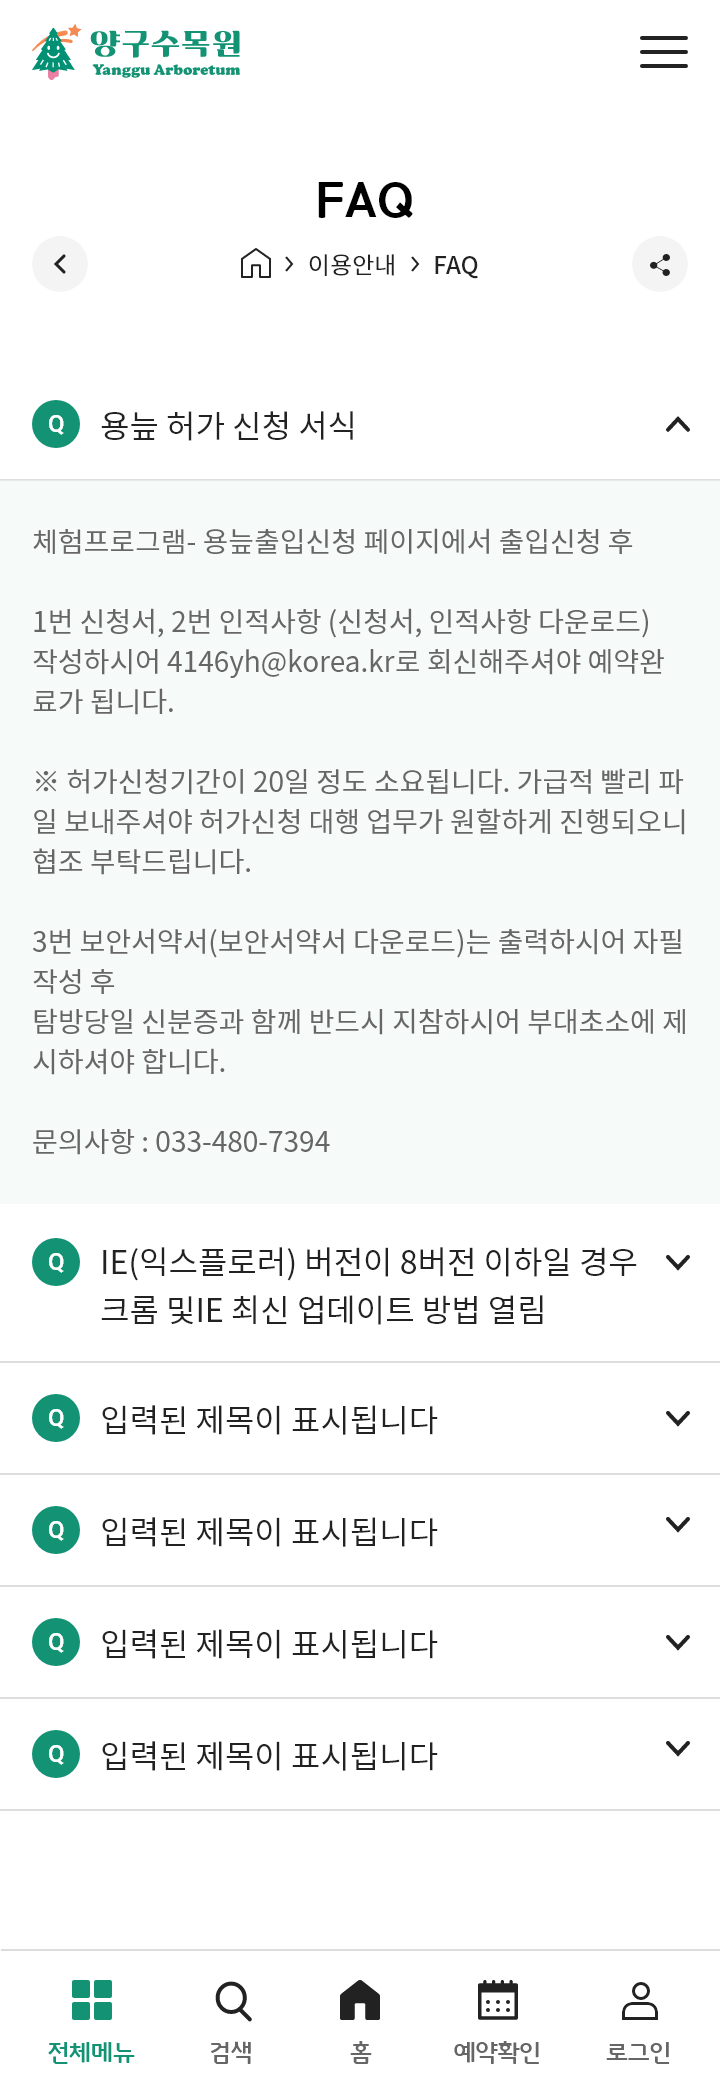 양구수목원
Yanggu Arboretum
FAQ
이용안내 > FAQ
Q 용늪 허가 신청 서식
체험프로그램- 용늪출입신청 페이지에서 출입신청 후
1번 신청서, 2번 인적사항 (신청서, 인적사항 다운로드)
작성하시어 4146yh@korea.kr로 회신해주셔야 예약완
료가 됩니다.
※ 허가신청기간이 20일 정도 소요됩니다. 가급적 빨리 파
일 보내주셔야 허가신청 대행 업무가 원할하게 진행되오니
협조 부탁드립니다.
3번 보안서약서(보안서약서 다운로드)는 출력하시어 자필
작성 후
탐방당일 신분증과 함께 반드시 지참하시어 부대초소에 제
시하셔야 합니다.
문의사항 : 033-480-7394
Q IE(익스플로러) 버전이 8버전 이하일 경우
크롬 및IE 최신 업데이트 방법 열림
Q 입력된 제목이 표시됩니다
Q 입력된 제목이 표시됩니다
Q 입력된 제목이 표시됩니다
Q 입력된 제목이 표시됩니다
전체메뉴 검색 홈 예약확인 로그인